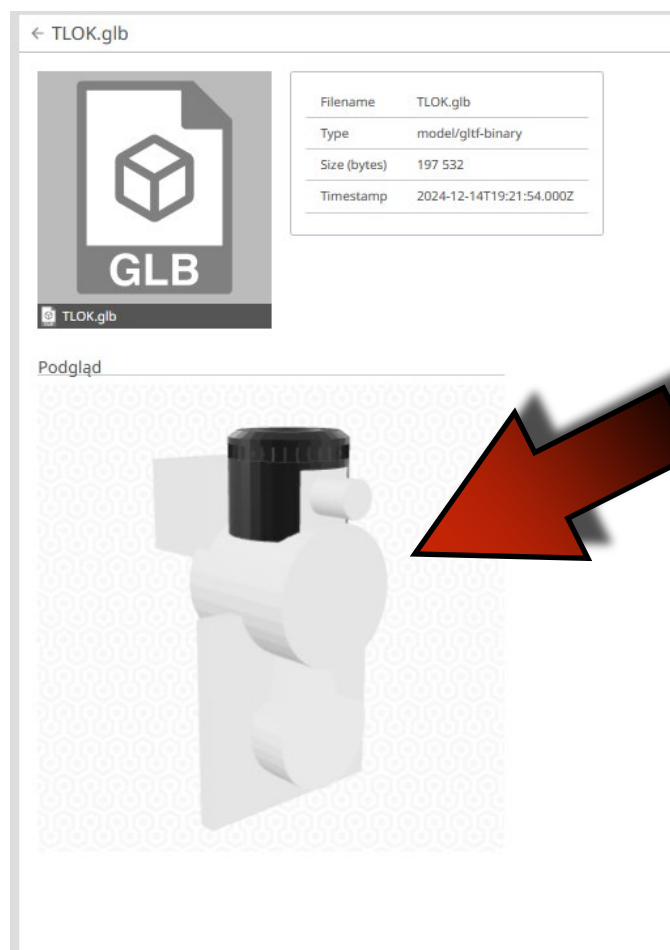 ← TLOK.glb
GLB
TLOK.glb
Filename TLOK.glb
Type model/gltf-binary
Size (bytes) 197 532
Timestamp 2024-12-14T19:21:54.000Z
Podgląd